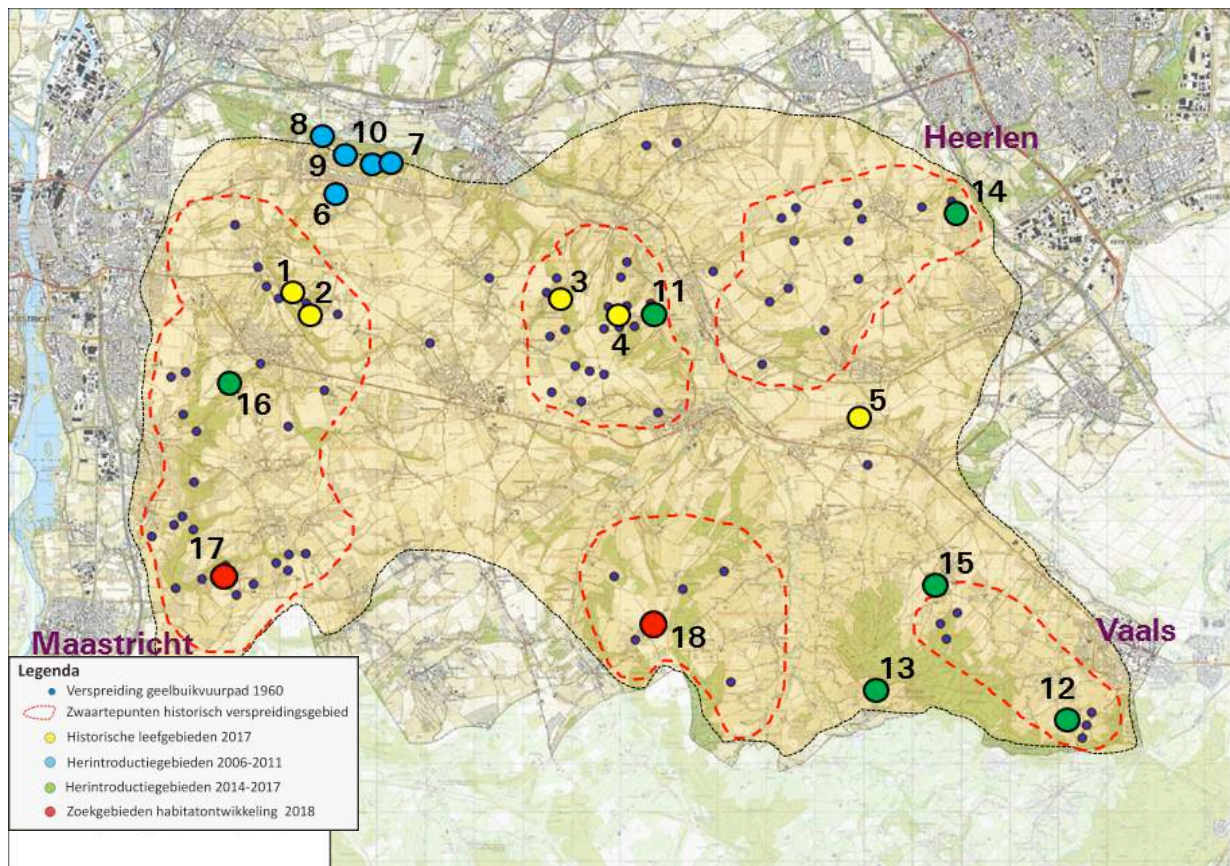 8
10
7
9
6
Heerlen
14
1
2
3
11
4
16
5
17
15
18
Vaals
13
12
Maastricht
Legenda
Verspreiding geelbuikvuurpad 1960
Zwaartepunten historisch verspreidingsgebied
Historische leefgebieden 2017
Herintroductiegebieden 2006-2011
Herintroductiegebieden 2014-2017
Zoekgebieden habitatontwikkeling 2018